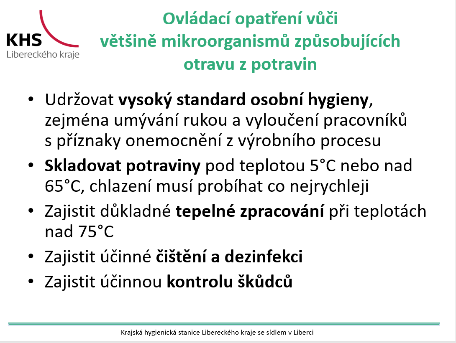 KHS
Libereckého kraje
Ovládací opatření vůči
většině mikroorganismů způsobujících
otravu z potravin
• Udržovat vysoký standard osobní hygieny,
zejména umývání rukou a vyloučení pracovníků
s příznaky onemocnění z výrobního procesu
• Skladovat potraviny pod teplotou 5°C nebo nad
65°C, chlazení musí probíhat co nejrychleji
• Zajistit důkladné tepelné zpracování při teplotách
nad 75°C
• Zajistit účinné čištění a dezinfekci
• Zajistit účinnou kontrolu škůdců
Krajská hygienická stanice Libereckého kraje se sídlem v Liberci